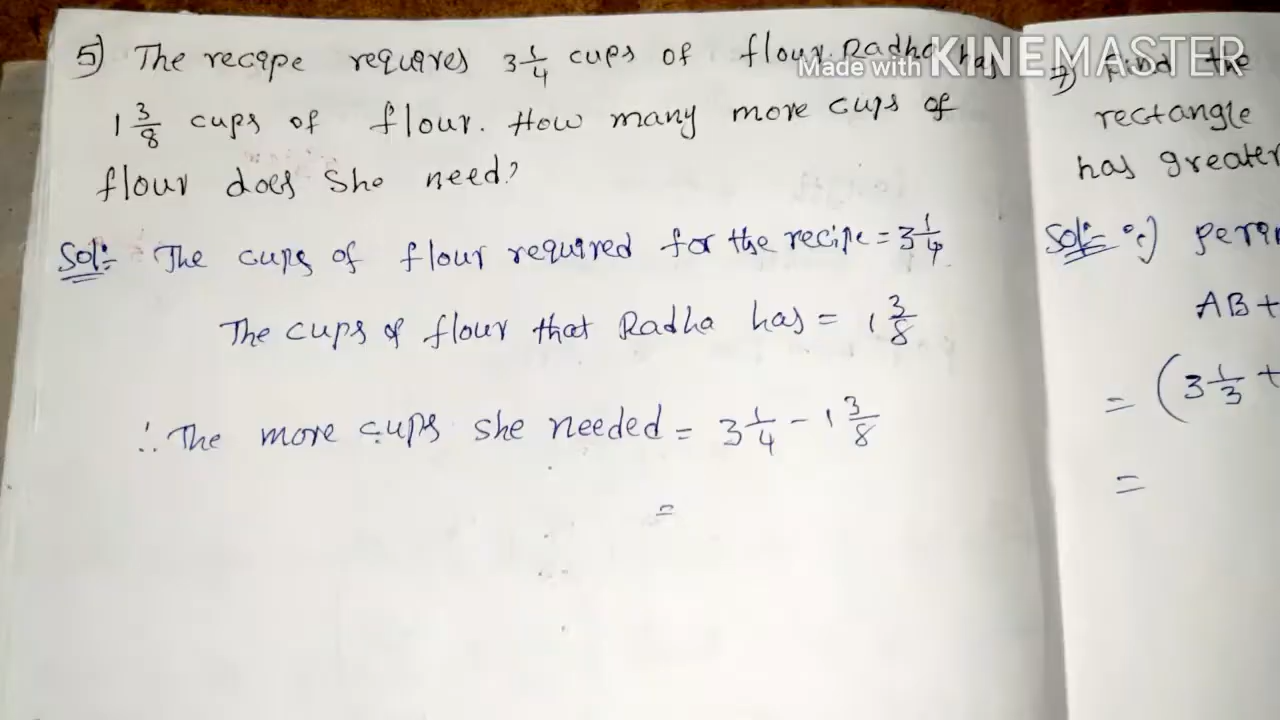 5) The recipe requires 3 1/4 cups of flour. Radha has
1 3/8 cups of flour. How many more cups of
flour does she need?
Sol:- The cups of flour required for the recipe = 3 1/4
The cups of flour that Radha has = 1 3/8
∴ The more cups she needed = 3 1/4 - 1 3/8
=
Made with KINEMASTER
7) Find the
rectangle
has greater
Sol:- i)
AB+
= (3 1/3 +
=